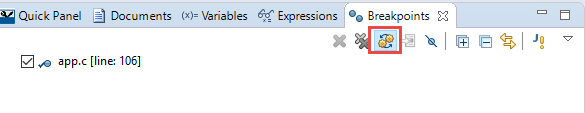 Quick Panel Documents (x)= Variables Expressions Breakpoints
app.c [line: 106]